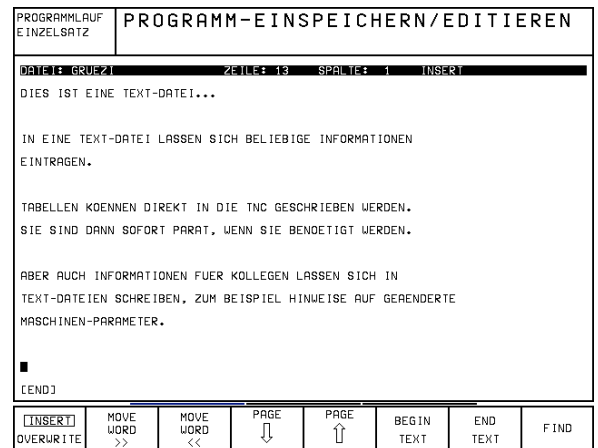 PROGRAMMLAUF
EINZELSATZ
PROGRAMM-EINSPEICHERN/EDITIEREN
DATEI: GRUEZI ZEILE: 13 SPALTE: 1 INSERT
DIES IST EINE TEXT-DATEI...
IN EINE TEXT-DATEI LASSEN SICH BELIEBIGE INFORMATIONEN
EINTRAGEN.
TABELLEN KOENNEN DIREKT IN DIE TNC GESCHRIEBEN WERDEN.
SIE SIND DANN SOFORT PARAT, WENN SIE BENOETIGT WERDEN.
ABER AUCH INFORMATIONEN FUER KOLLEGEN LASSEN SICH IN
TEXT-DATEIEN SCHREIBEN, ZUM BEISPIEL HINWEISE AUF GEAENDERTE
MASCHINEN-PARAMETER.
[END]
INSERT
OVERWRITE
MOVE
WORD
>>
MOVE
WORD
<<
PAGE
⇩
PAGE
⇧
BEGIN
TEXT
END
TEXT
FIND